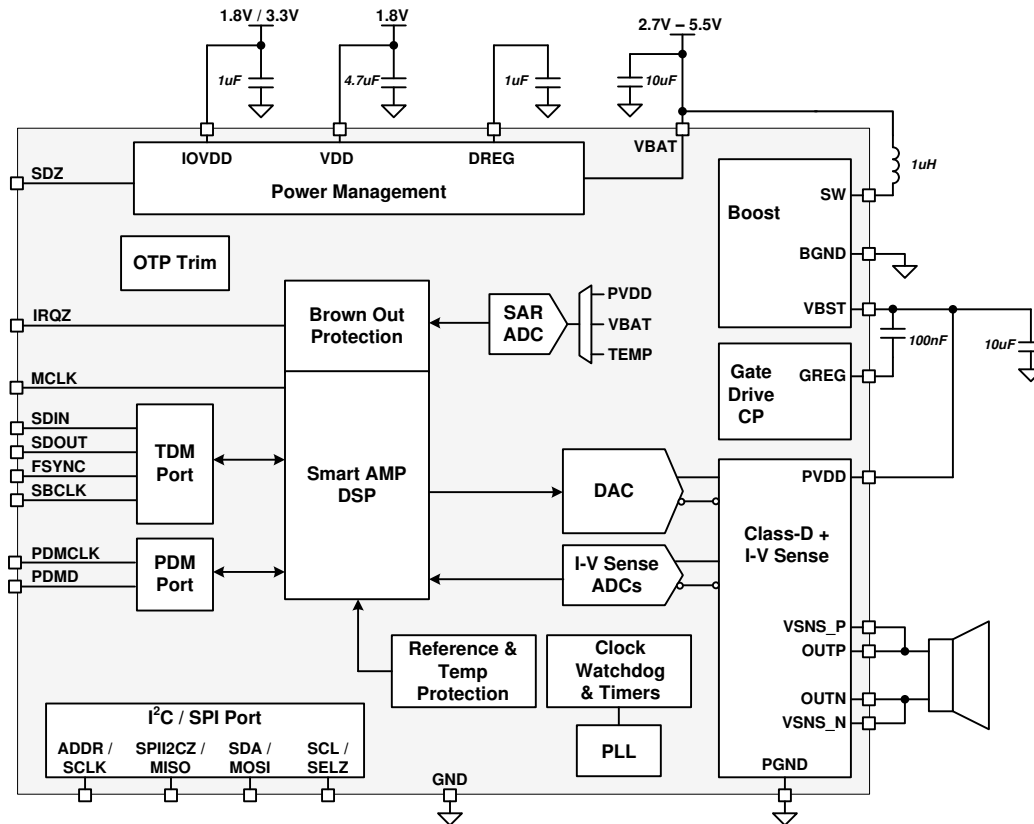 1.8V / 3.3V
1.8V
2.7V – 5.5V
1uF
4.7uF
1uF
10uF
IOVDD
VDD
DREG
VBAT
Power Management
SDZ
1uH
SW
Boost
BGND
VBST
OTP Trim
IRQZ
Brown Out
Protection
SAR
ADC
PVDD
VBAT
TEMP
100nF
10uF
GREG
Gate
Drive
CP
MCLK
SDIN
SDOUT
FSYNC
SBCLK
TDM
Port
Smart AMP
DSP
DAC
PVDD
Class-D +
I-V Sense
I-V Sense
ADCs
PDMCLK
PDMD
PDM
Port
VSNS_P
OUTP
OUTN
VSNS_N
Reference &
Temp
Protection
Clock
Watchdog
& Timers
PLL
PGND
I²C / SPI Port
ADDR /
SCLK
SPII2CZ /
MISO
SDA /
MOSI
SCL /
SELZ
GND